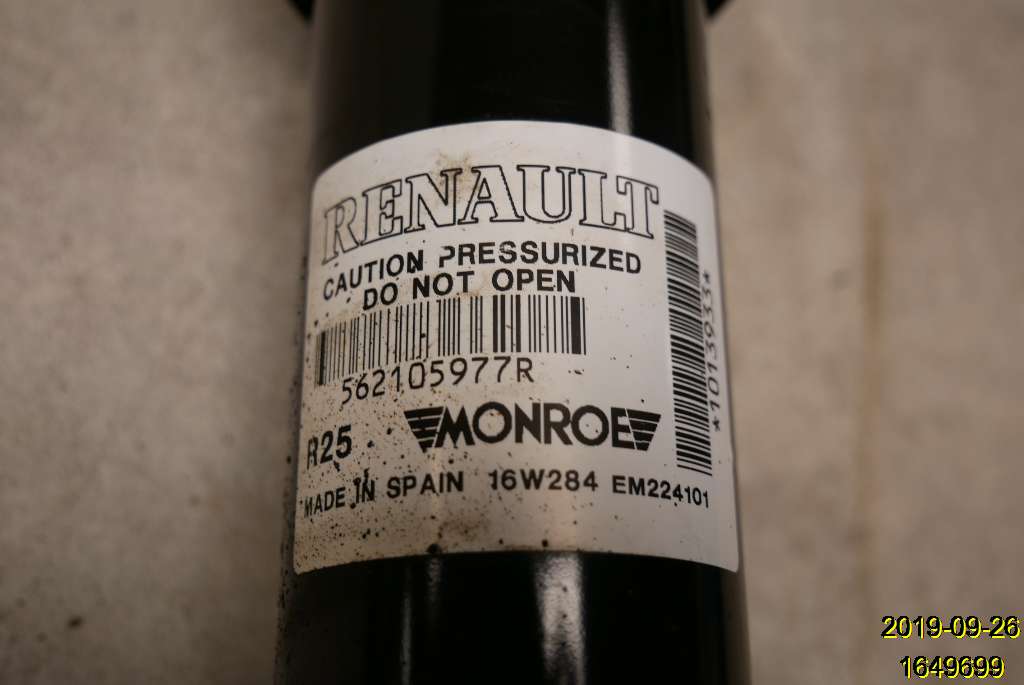 RENAULT
CAUTION PRESSURIZED
DO NOT OPEN
562105977R
*1013933*
R25
MONROE
MADE IN SPAIN 16W284 EM224101
2019-09-26
1649699